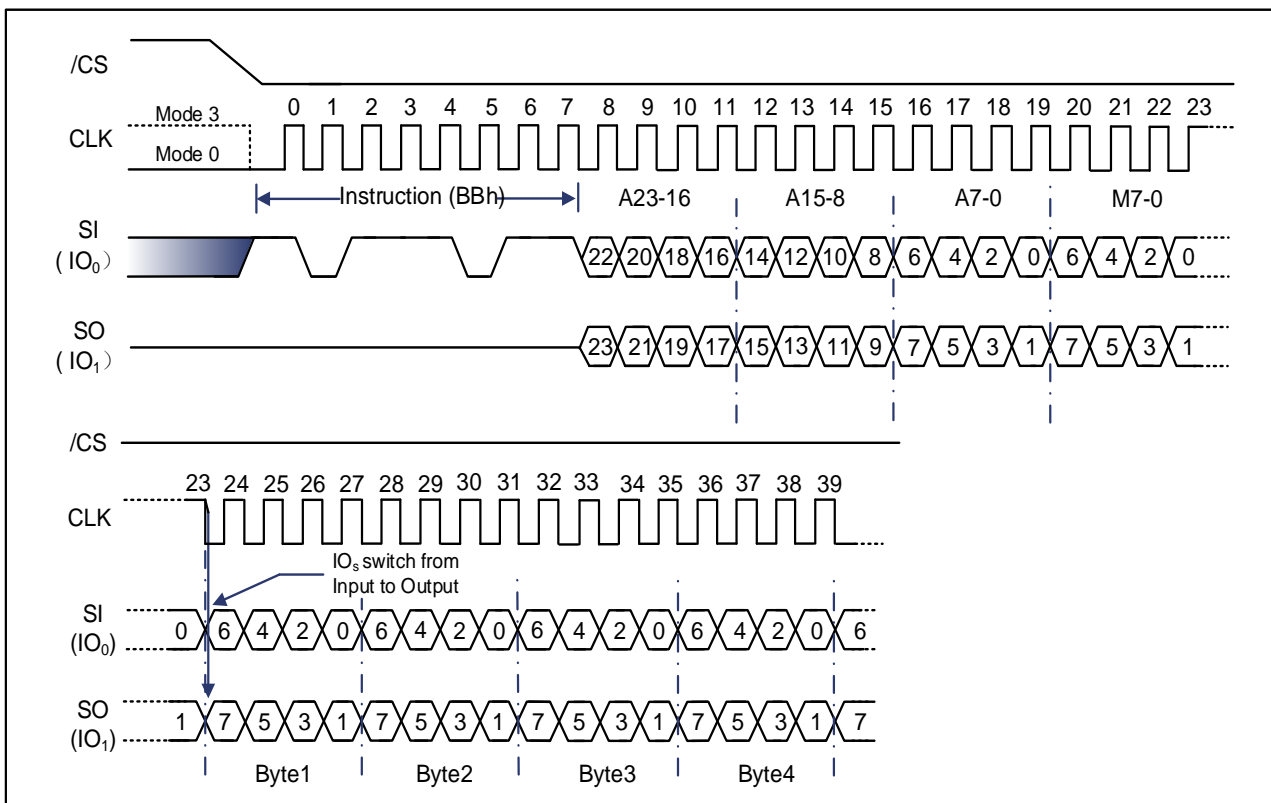 /CS
0 1 2 3 4 5 6 7 8 9 10 11 12 13 14 15 16 17 18 19 20 21 22 23
Mode 3
CLK
Mode 0
Instruction (BBh) A23-16 A15-8 A7-0 M7-0
SI
( IO₀）
22 20 18 16 14 12 10 8 6 4 2 0 6 4 2 0
SO
( IO₁）
23 21 19 17 15 13 11 9 7 5 3 1 7 5 3 1
/CS
23 24 25 26 27 28 29 30 31 32 33 34 35 36 37 38 39
CLK
IOₛ switch from
Input to Output
SI
(IO₀)
0 6 4 2 0 6 4 2 0 6 4 2 0 6 4 2 0 6
SO
(IO₁)
1 7 5 3 1 7 5 3 1 7 5 3 1 7 5 3 1 7
Byte1 Byte2 Byte3 Byte4